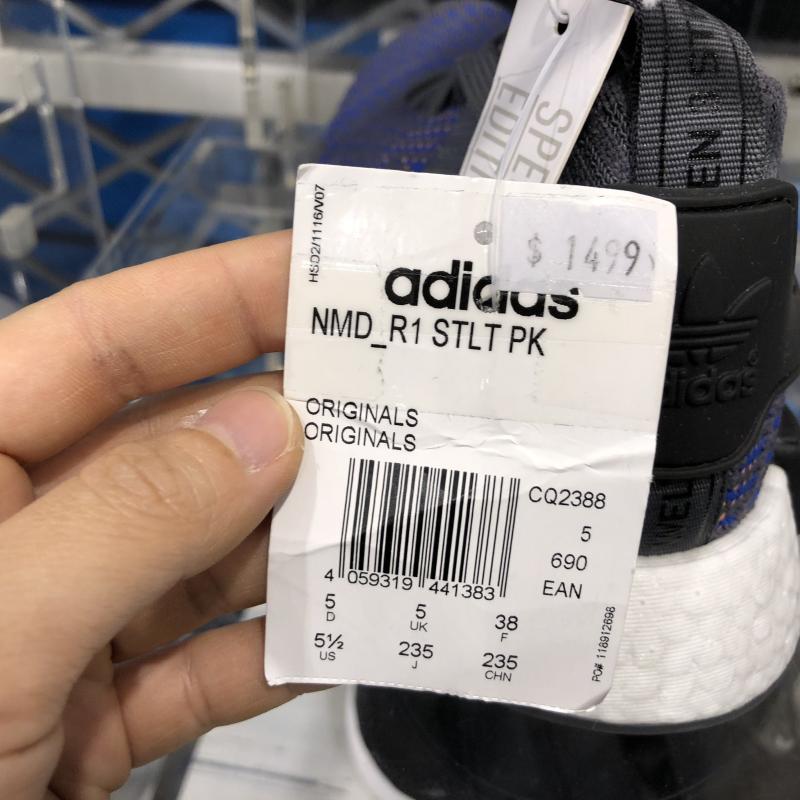 SPE
EDITI
HSD2/1116/V07
$ 1499
adidas
NMD_R1 STLT PK
ORIGINALS
ORIGINALS
CQ2388
5
690
EAN
4 059319 441383
5 5 38
D UK F
5½ 235 235
US J CHN
PO# 118912698
adidas